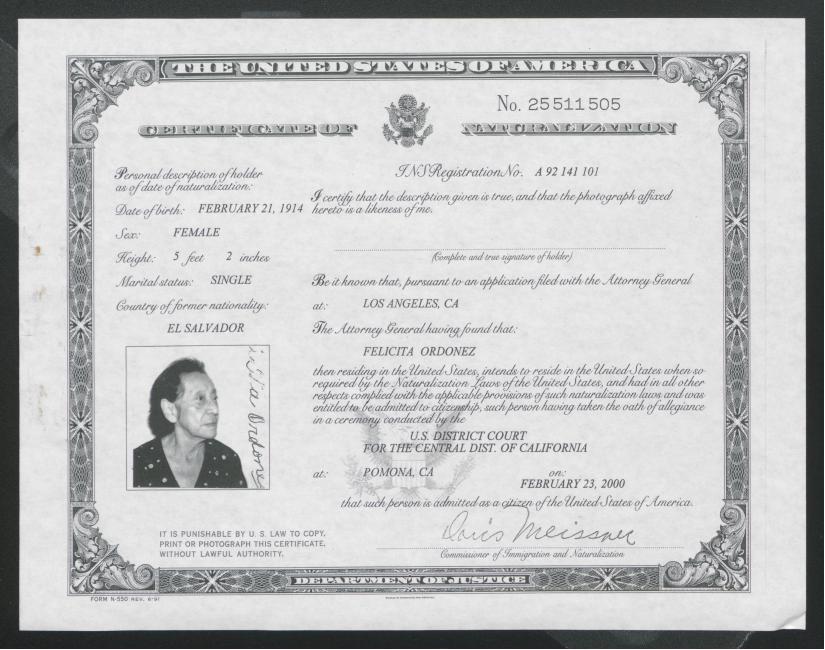 THE UNITED STATES OF AMERICA
No. 25511505
CERTIFICATE OF NATURALIZATION
Personal description of holder
as of date of naturalization:
Date of birth: FEBRUARY 21, 1914
Sex: FEMALE
Height: 5 feet 2 inches
Marital status: SINGLE
Country of former nationality:
EL SALVADOR
INS Registration No. A 92 141 101
I certify that the description given is true, and that the photograph affixed
hereto is a likeness of me.
(Complete and true signature of holder)
Be it known that, pursuant to an application filed with the Attorney General
at: LOS ANGELES, CA
The Attorney General having found that:
FELICITA ORDONEZ
then residing in the United States, intends to reside in the United States when so
required by the Naturalization Laws of the United States, and had in all other
respects complied with the applicable provisions of such naturalization laws and was
entitled to be admitted to citizenship, such person having taken the oath of allegiance
in a ceremony conducted by the
U.S. DISTRICT COURT
FOR THE CENTRAL DIST. OF CALIFORNIA
at: POMONA, CA on:
FEBRUARY 23, 2000
that such person is admitted as a citizen of the United States of America.
Doris Meissner
Commissioner of Immigration and Naturalization
IT IS PUNISHABLE BY U. S. LAW TO COPY,
PRINT OR PHOTOGRAPH THIS CERTIFICATE,
WITHOUT LAWFUL AUTHORITY.
DEPARTMENT OF JUSTICE
FORM N-550 REV. 6-91